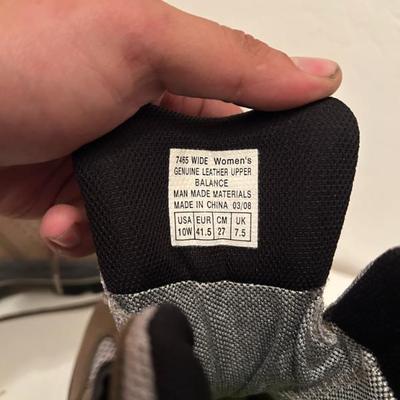 7465 WIDE Women's
GENUINE LEATHER UPPER
BALANCE
MAN MADE MATERIALS
MADE IN CHINA 03/08
USA EUR CM UK
10W 41.5 27 7.5